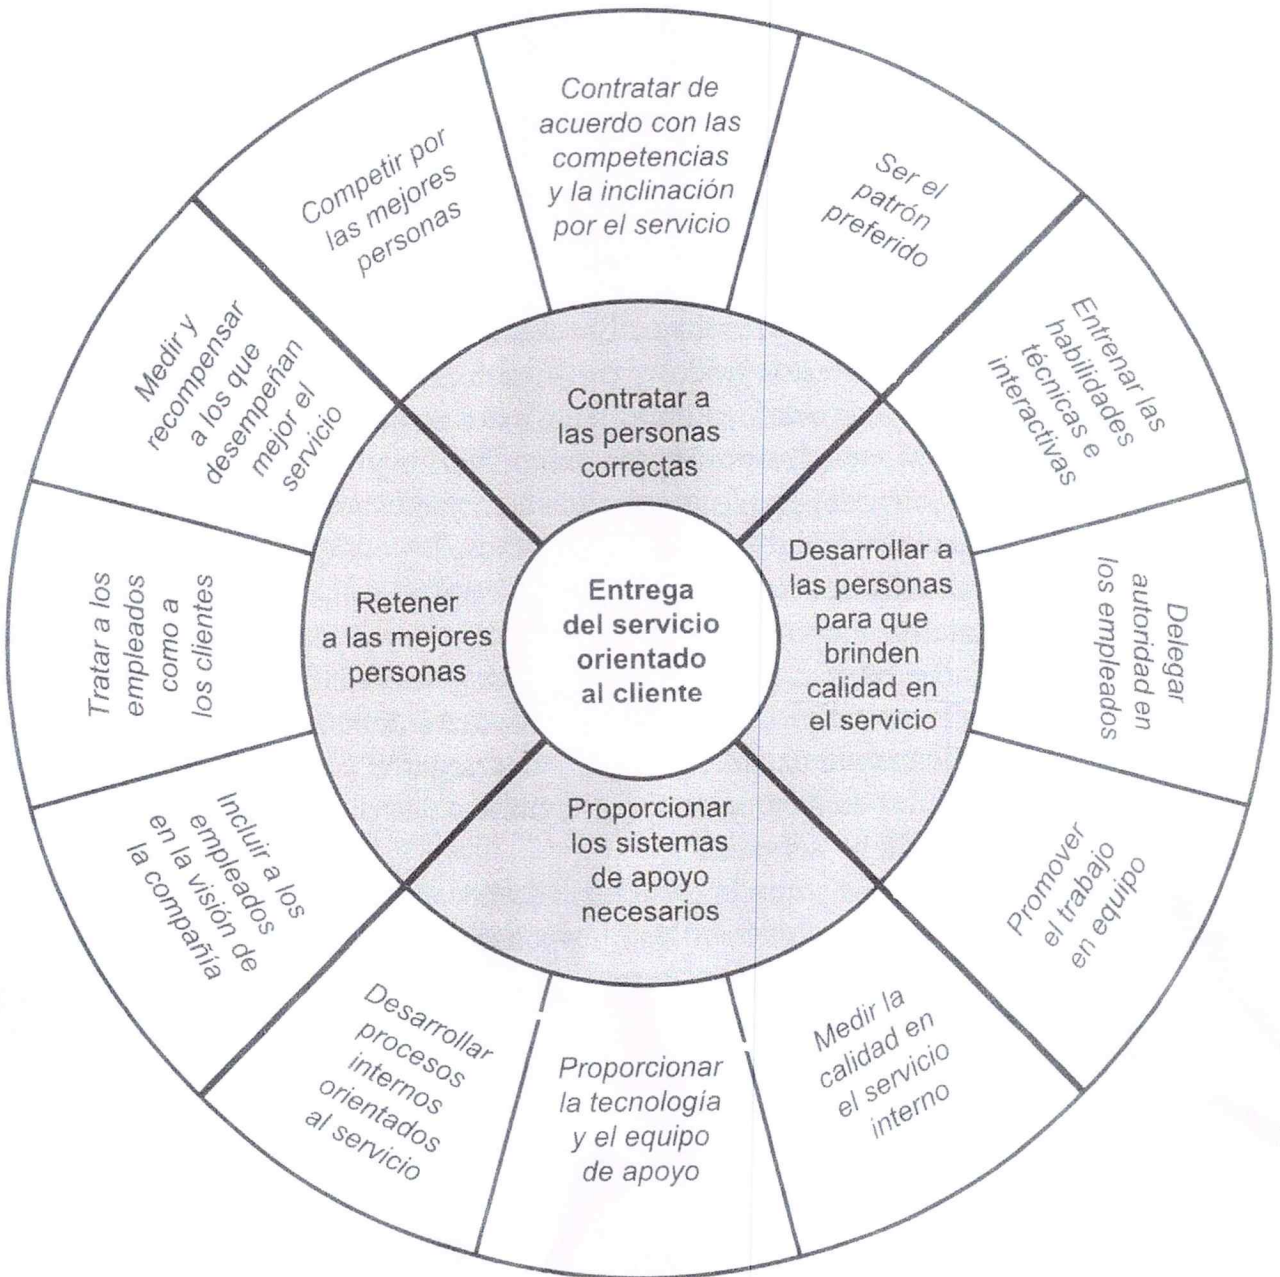 Contratar de
acuerdo con las
competencias
y la inclinación
por el servicio
Ser el
patrón
preferido
Entrenar las
habilidades
técnicas e
interactivas
Delegar
autoridad en
los empleados
Promover
el trabajo
en equipo
Medir la
calidad en
el servicio
interno
Proporcionar
la tecnología
y el equipo
de apoyo
Desarrollar
procesos
internos
orientados
al servicio
Incluir a los
empleados
en la visión de
la compañía
Tratar a los
empleados
como a
los clientes
Medir y
recompensar
a los que
desempeñan
mejor el
servicio
Competir por
las mejores
personas
Contratar a
las personas
correctas
Desarrollar a
las personas
para que
brinden
calidad en
el servicio
Proporcionar
los sistemas
de apoyo
necesarios
Retener
a las mejores
personas
Entrega
del servicio
orientado
al cliente